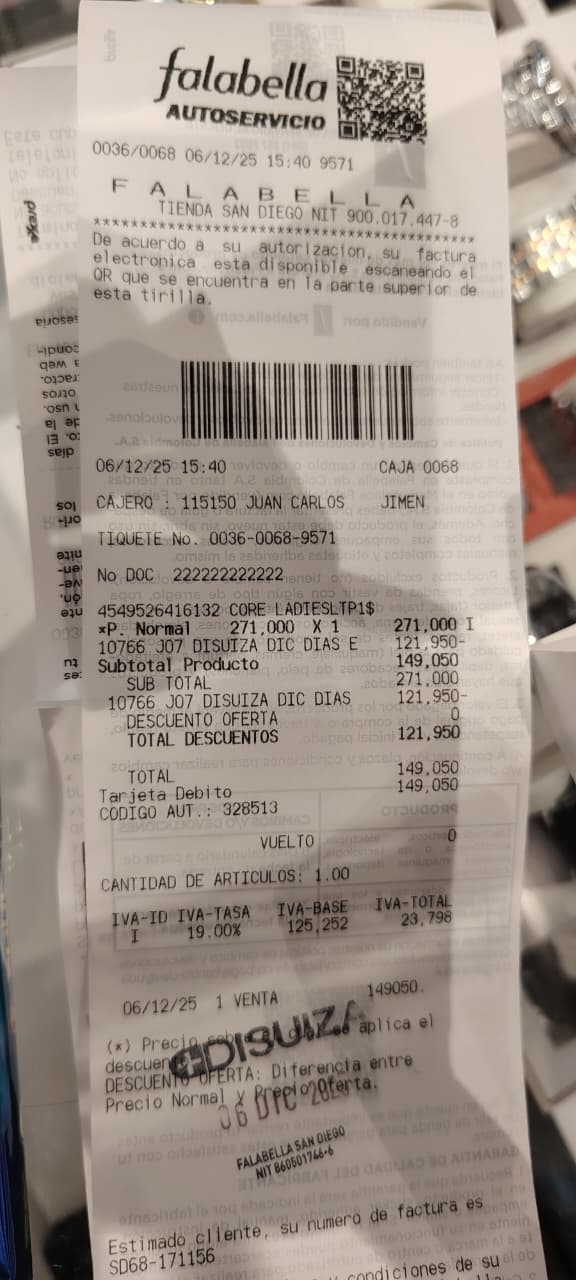 falabella
AUTOSERVICIO
0036/0068 06/12/25 15:40 9571
F A L A B E L L A
TIENDA SAN DIEGO NIT 900.017.447-8
******************************************
De acuerdo a su autorizacion, su factura
electronica esta disponible escaneando el
QR que se encuentra en la parte superior de
esta tirilla.
06/12/25 15:40 CAJA 0068
CAJERO : 115150 JUAN CARLOS JIMEN
TIQUETE No. 0036-0068-9571
No DOC 222222222222
4549526416132 CORE LADIESLTP1$
*P. Normal 271,000 X 1 271,000 I
10766 J07 DISUIZA DIC DIAS E 121,950-
Subtotal Producto 149,050
SUB TOTAL 271,000
10766 J07 DISUIZA DIC DIAS 121,950-
DESCUENTO OFERTA 0
TOTAL DESCUENTOS 121,950
TOTAL 149,050
Tarjeta Debito 149,050
CODIGO AUT.: 328513
VUELTO 0
CANTIDAD DE ARTICULOS: 1.00
IVA-ID IVA-TASA IVA-BASE IVA-TOTAL
I 19.00% 125,252 23,798
06/12/25 1 VENTA 149050.
(*) Precio aplica el
descuen
DISUIZA
DESCUENTO OFERTA: Diferencia entre
Precio Normal y Precio Oferta.
06 DIC
FALABELLA SAN DIEGO
NIT 860501746-6
Estimado cliente, su numero de factura es
SD68-171156
condiciones de su